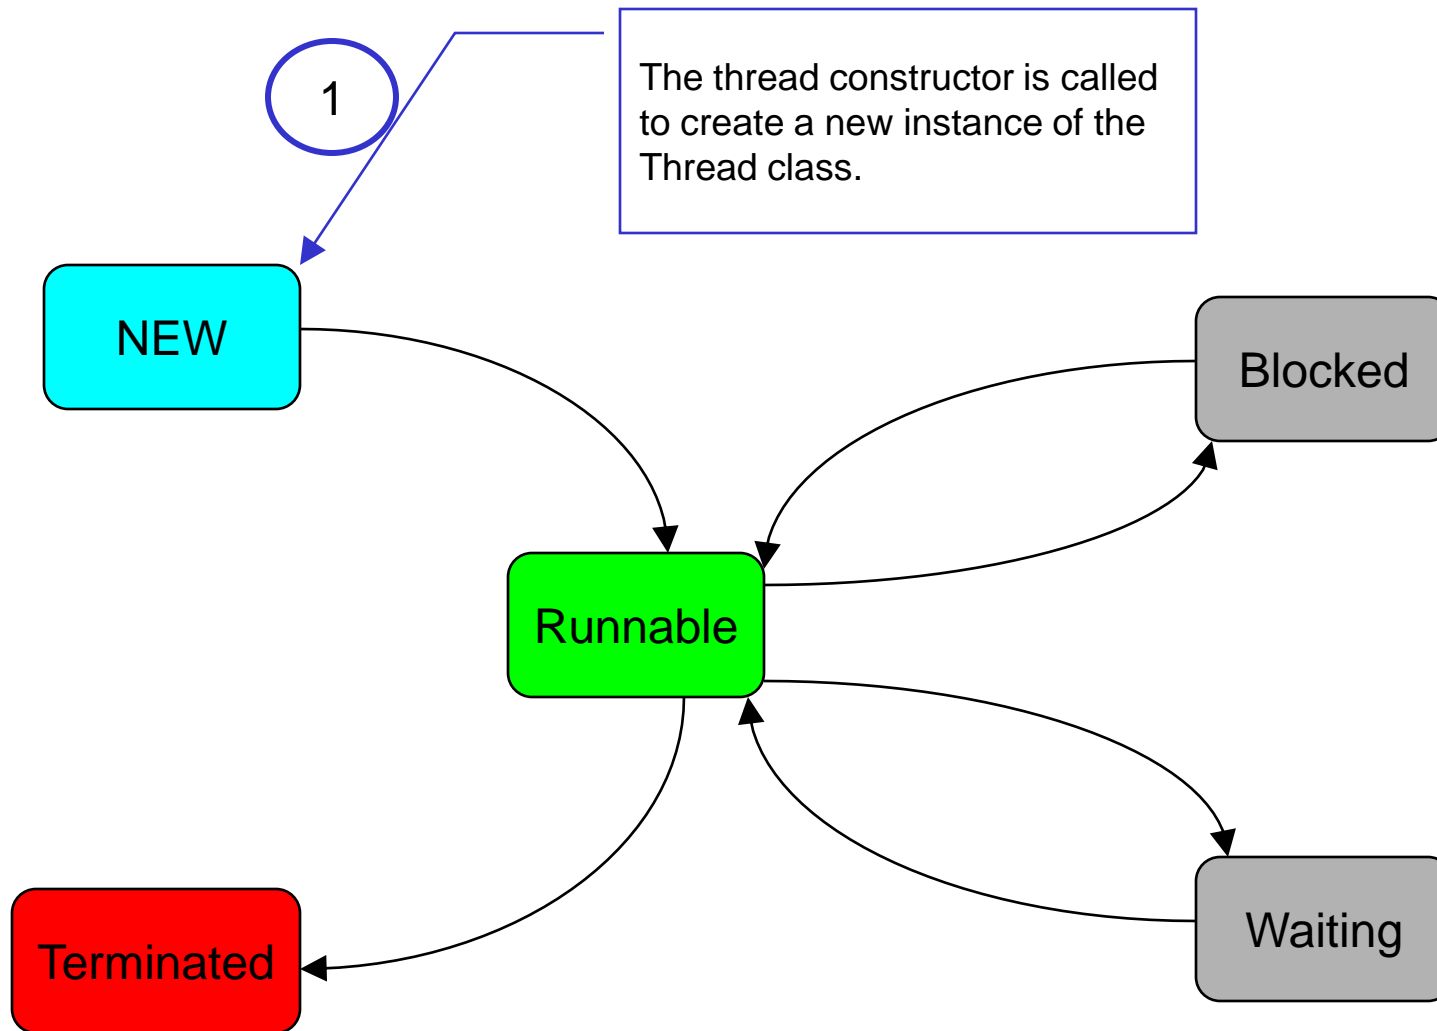 1
The thread constructor is called
to create a new instance of the
Thread class.
NEW
Blocked
Runnable
Terminated
Waiting